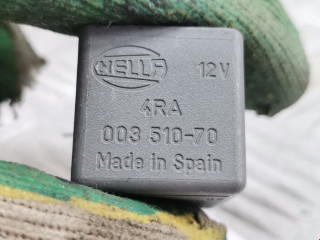 HELLA 12V
4RA
003 510-70
Made in Spain